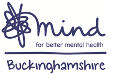 mind
for better mental health
Buckinghamshire